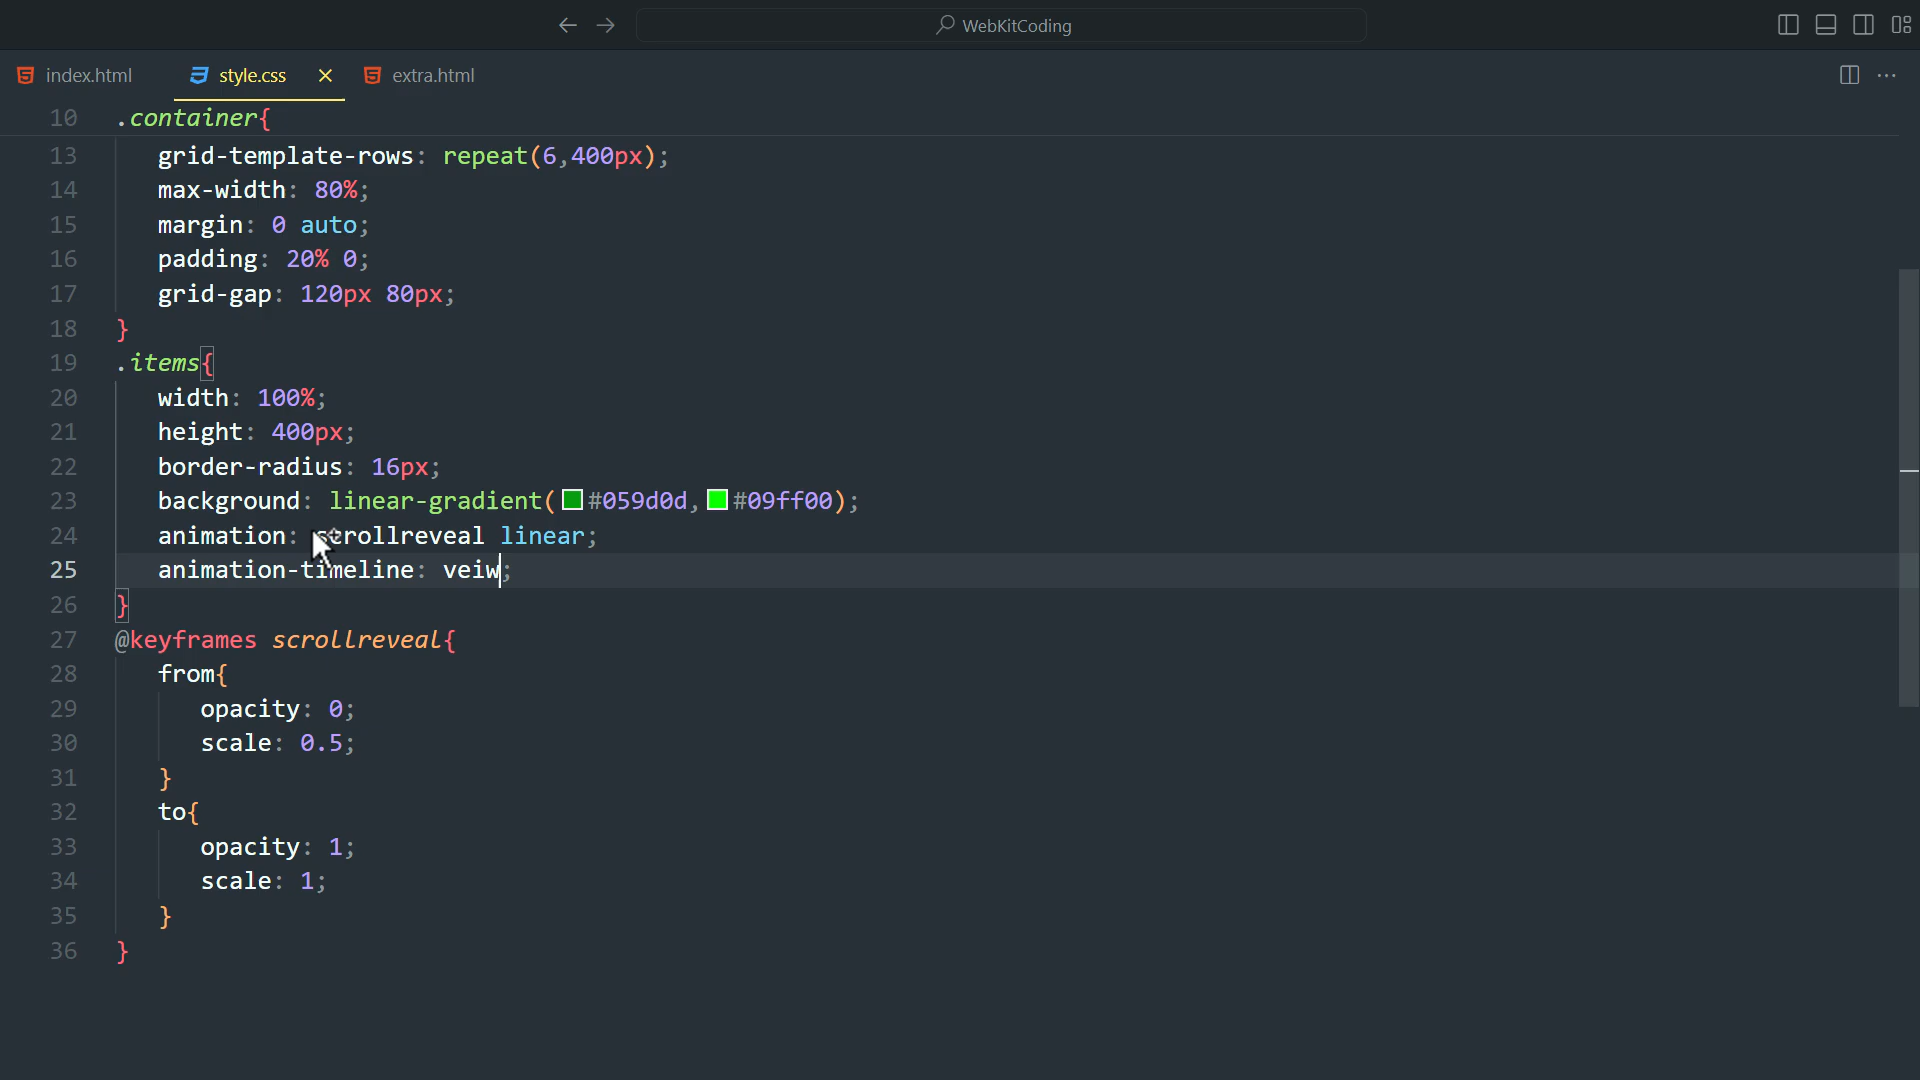 WebKitCoding
index.html style.css × extra.html
10 .container{
13 grid-template-rows: repeat(6,400px);
14 max-width: 80%;
15 margin: 0 auto;
16 padding: 20% 0;
17 grid-gap: 120px 80px;
18 }
19 .items{
20 width: 100%;
21 height: 400px;
22 border-radius: 16px;
23 background: linear-gradient(#059d0d,#09ff00);
24 animation: scrollreveal linear;
25 animation-timeline: veiw;
26 }
27 @keyframes scrollreveal{
28 from{
29 opacity: 0;
30 scale: 0.5;
31 }
32 to{
33 opacity: 1;
34 scale: 1;
35 }
36 }